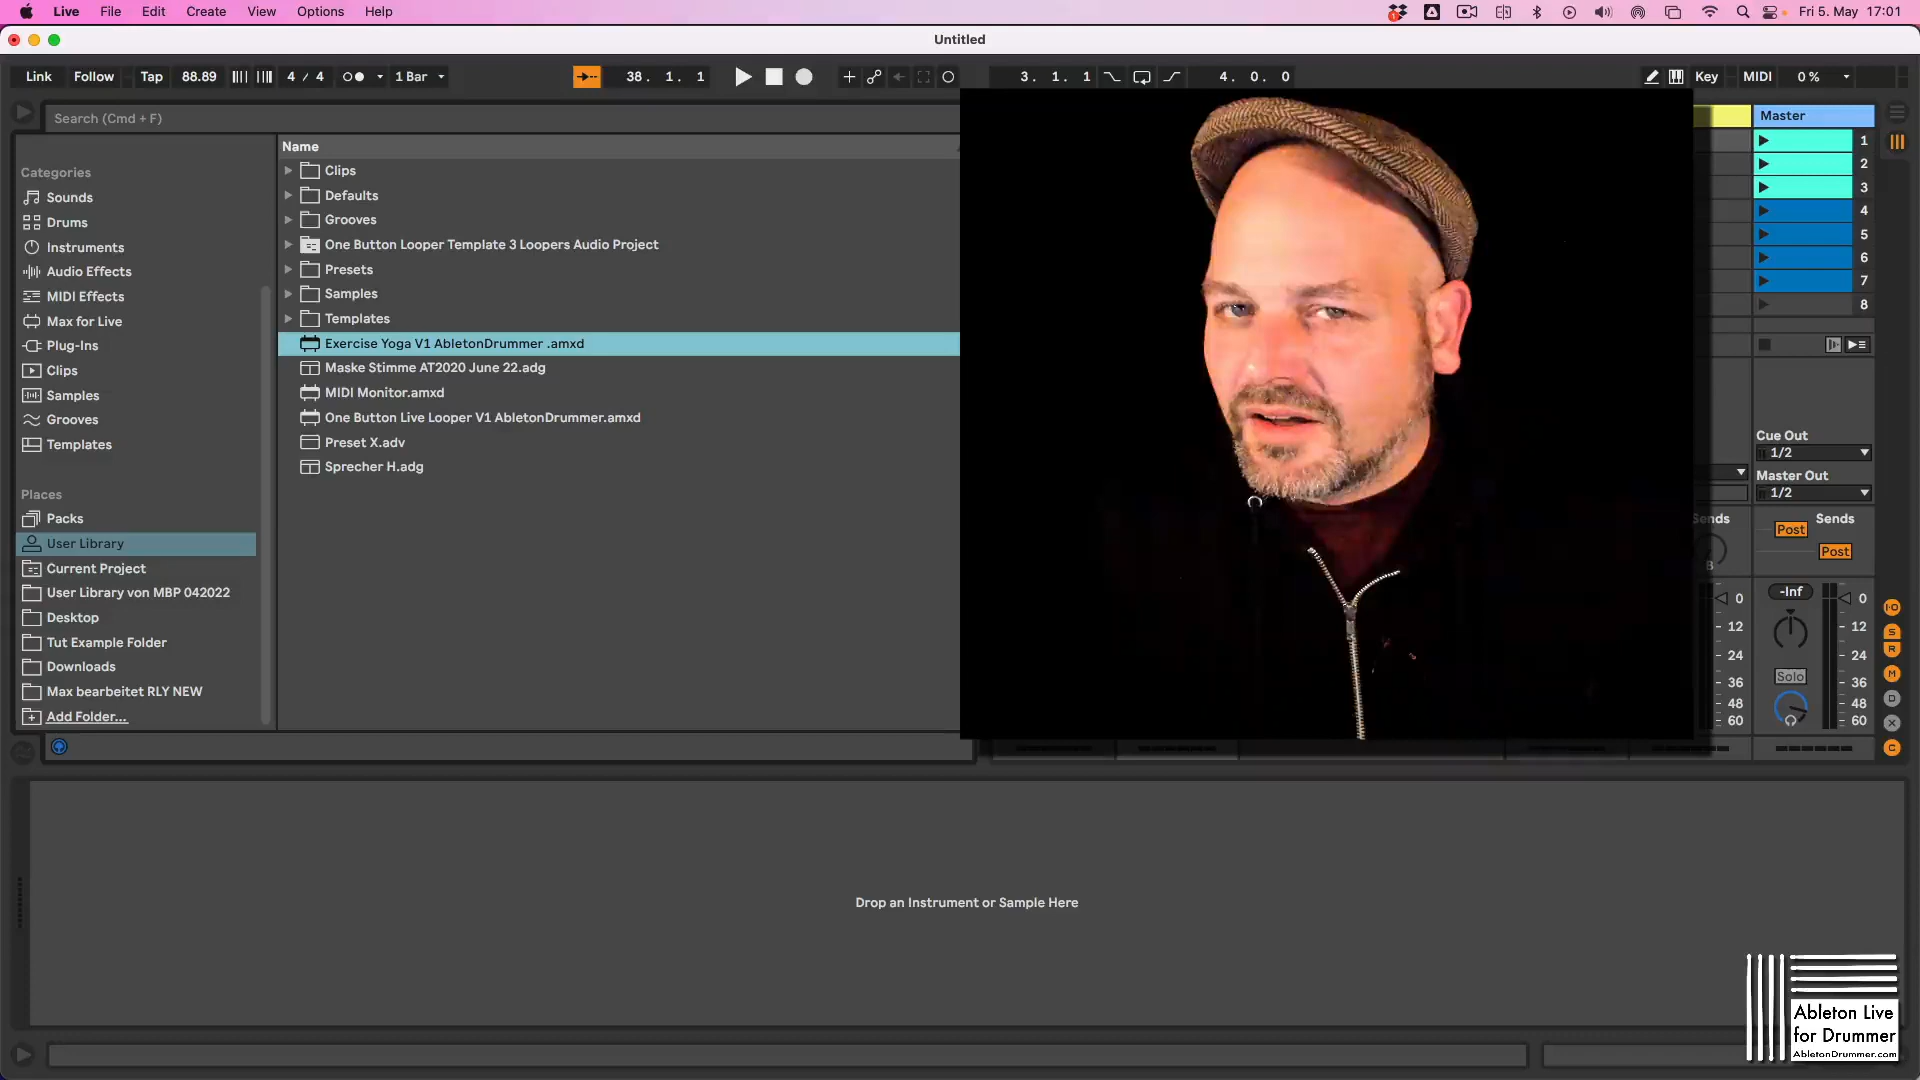 Live File Edit Create View Options Help Fri 5. May 17:01
Untitled
Link Follow Tap 88.89 4 / 4 1 Bar 38. 1. 1 3. 1. 1 4. 0. 0 Key MIDI 0 %
Search (Cmd + F)
Categories
Sounds
Drums
Instruments
Audio Effects
MIDI Effects
Max for Live
Plug-Ins
Clips
Samples
Grooves
Templates
Places
Packs
User Library
Current Project
User Library von MBP 042022
Desktop
Tut Example Folder
Downloads
Max bearbeitet RLY NEW
Add Folder...
Name
Clips
Defaults
Grooves
One Button Looper Template 3 Loopers Audio Project
Presets
Samples
Templates
Exercise Yoga V1 AbletonDrummer .amxd
Maske Stimme AT2020 June 22.adg
MIDI Monitor.amxd
One Button Live Looper V1 AbletonDrummer.amxd
Preset X.adv
Sprecher H.adg
Master
1
2
3
4
5
6
7
8
Cue Out
1/2
Master Out
1/2
Sends
Post
Post
B
-Inf
0 0
12 12
24 24
36 36
48 48
60 60
Solo
I·O
S
R
M
D
X
C
Drop an Instrument or Sample Here
Ableton Live
for Drummer
AbletonDrummer.com